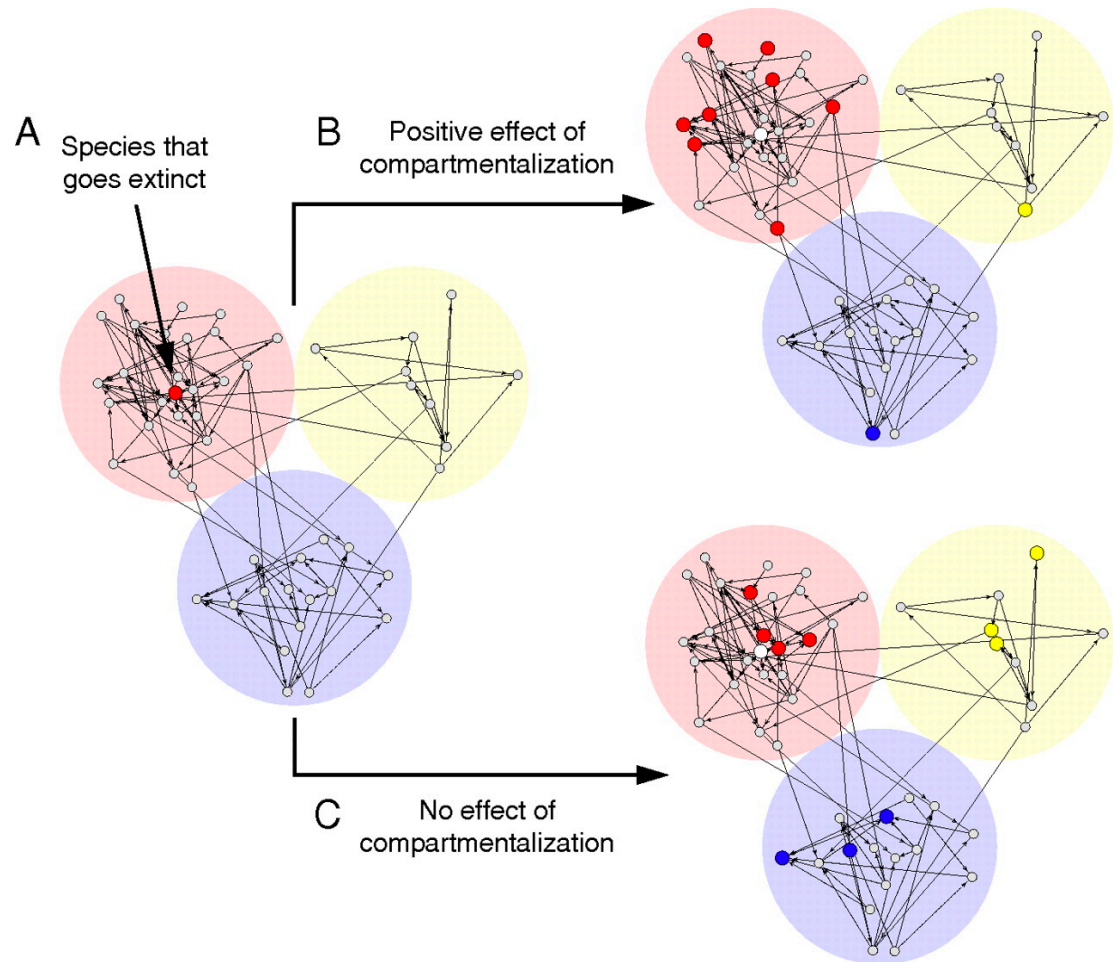 A
Species that
goes extinct
B
Positive effect of
compartmentalization
C
No effect of
compartmentalization